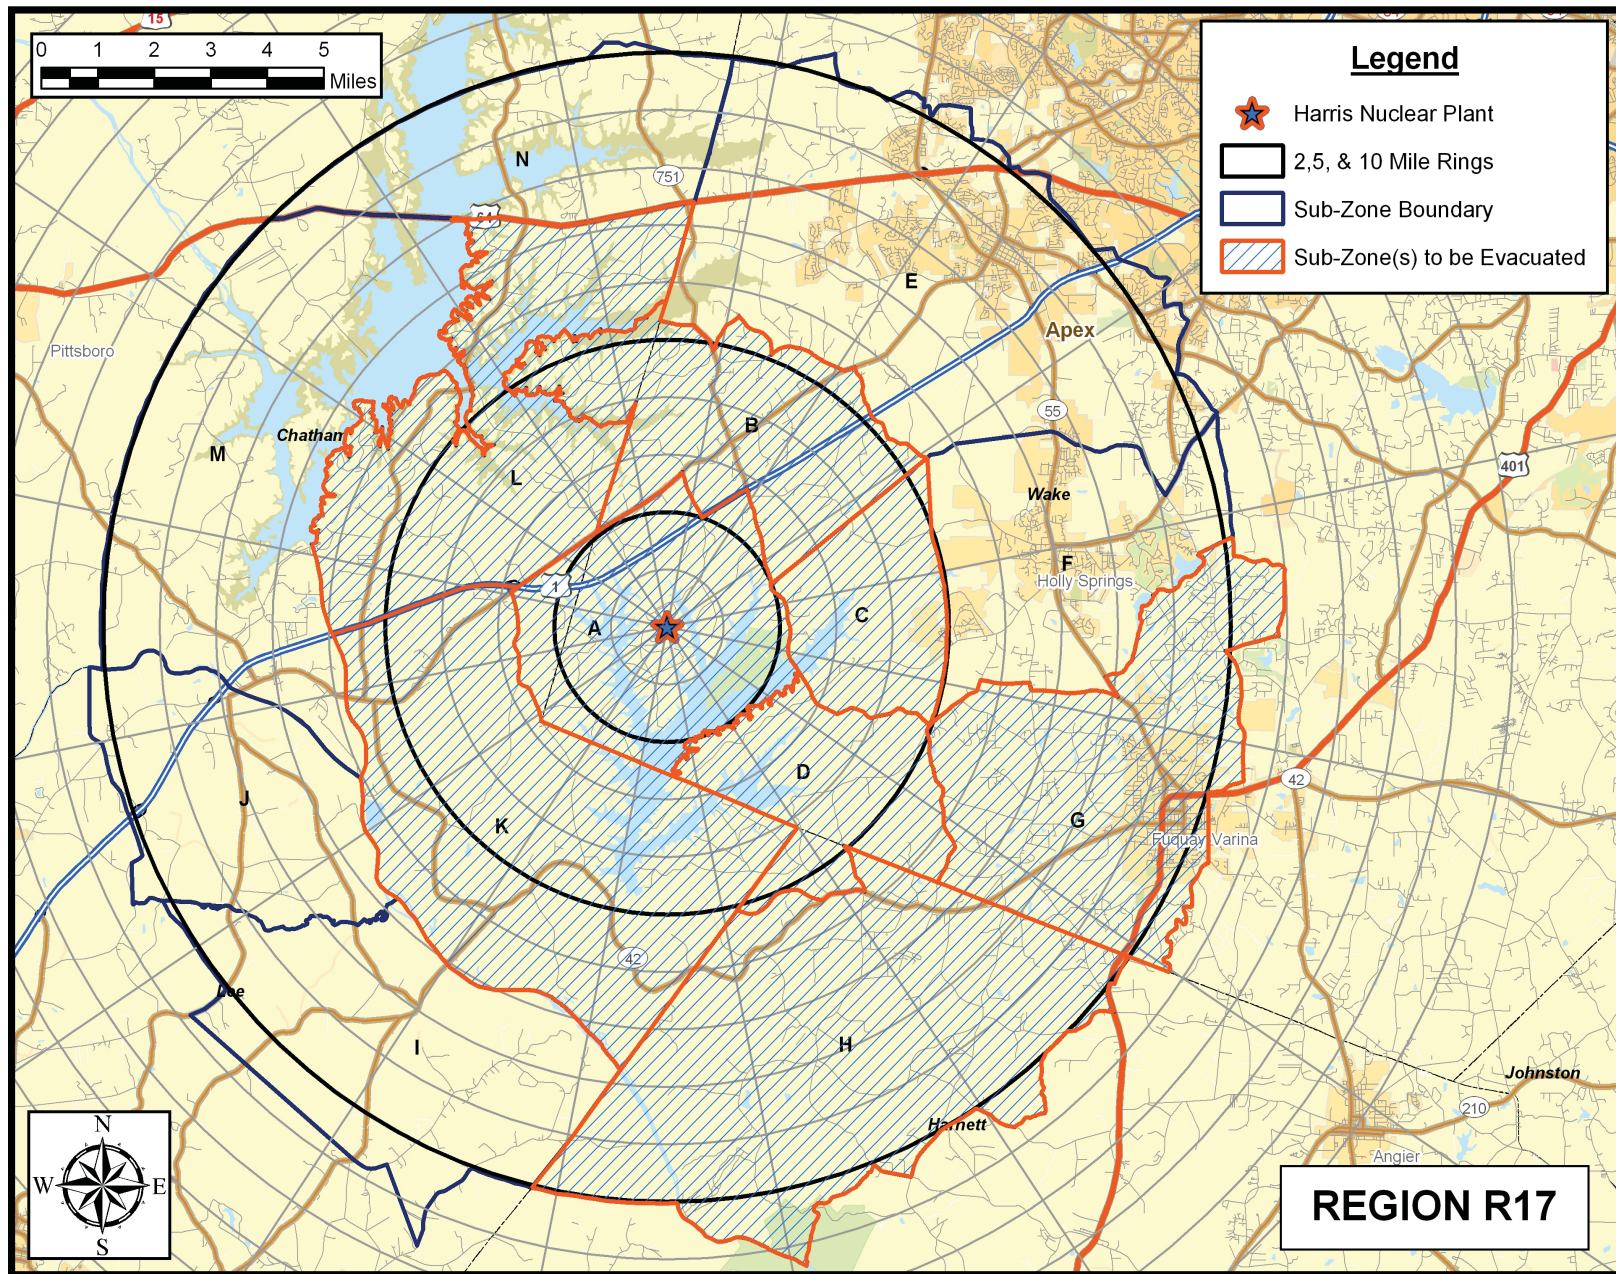 15
0 1 2 3 4 5
Miles
Legend
Harris Nuclear Plant
2,5, & 10 Mile Rings
Sub-Zone Boundary
Sub-Zone(s) to be Evacuated
N
751
64
E
Apex
Pittsboro
55
B
Chatham
M
401
L
Wake
F
Holly Springs
1
A
C
D
42
J
G
K
Fuquay Varina
42
Lee
I
H
Johnston
210
Harnett
Angier
N
W E
S
REGION R17